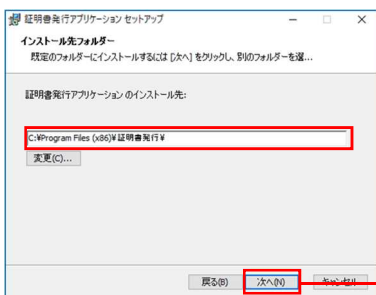 証明書発行アプリケーション セットアップ
インストール先フォルダー
既定のフォルダーにインストールするには [次へ] をクリックし、別のフォルダーを選...
証明書発行アプリケーション のインストール先:
C:¥Program Files (x86)¥証明書発行¥
変更(C)...
戻る(B)
次へ(N)
キャンセル